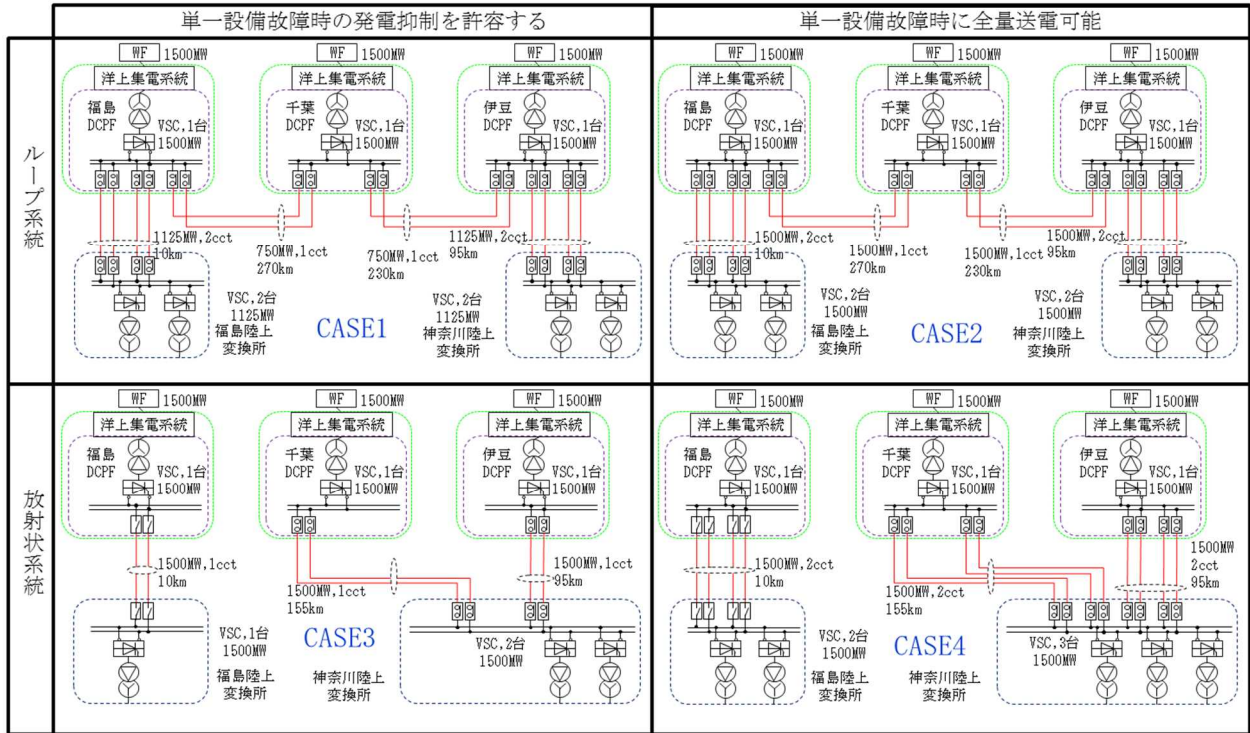 単一設備故障時の発電抑制を許容する
単一設備故障時に全量送電可能
ループ系統
WF 1500MW
WF 1500MW
WF 1500MW
洋上集電系統
洋上集電系統
洋上集電系統
福島
DCPF
VSC,1台
1500MW
千葉
DCPF
VSC,1台
1500MW
伊豆
DCPF
VSC,1台
1500MW
1125MW,2cct
10km
750MW,1cct
270km
750MW,1cct
230km
1125MW,2cct
95km
VSC,2台
1125MW
福島陸上
変換所
CASE1
VSC,2台
1125MW
神奈川陸上
変換所
WF 1500MW
WF 1500MW
WF 1500MW
洋上集電系統
洋上集電系統
洋上集電系統
福島
DCPF
VSC,1台
1500MW
千葉
DCPF
VSC,1台
1500MW
伊豆
DCPF
VSC,1台
1500MW
1500MW,2cct
10km
1500MW,1cct
270km
1500MW,1cct
230km
1500MW,2cct
95km
VSC,2台
1500MW
福島陸上
変換所
CASE2
VSC,2台
1500MW
神奈川陸上
変換所
放射状系統
WF 1500MW
WF 1500MW
WF 1500MW
洋上集電系統
洋上集電系統
洋上集電系統
福島
DCPF
VSC,1台
1500MW
千葉
DCPF
VSC,1台
1500MW
伊豆
DCPF
VSC,1台
1500MW
1500MW,1cct
10km
1500MW,1cct
155km
1500MW,1cct
95km
VSC,1台
1500MW
福島陸上
変換所
CASE3
神奈川陸上
変換所
VSC,2台
1500MW
WF 1500MW
WF 1500MW
WF 1500MW
洋上集電系統
洋上集電系統
洋上集電系統
福島
DCPF
VSC,1台
1500MW
千葉
DCPF
VSC,1台
1500MW
伊豆
DCPF
VSC,1台
1500MW
1500MW,2cct
10km
1500MW,2cct
155km
1500MW
2cct
95km
VSC,2台
1500MW
福島陸上
変換所
CASE4
神奈川陸上
変換所
VSC,3台
1500MW